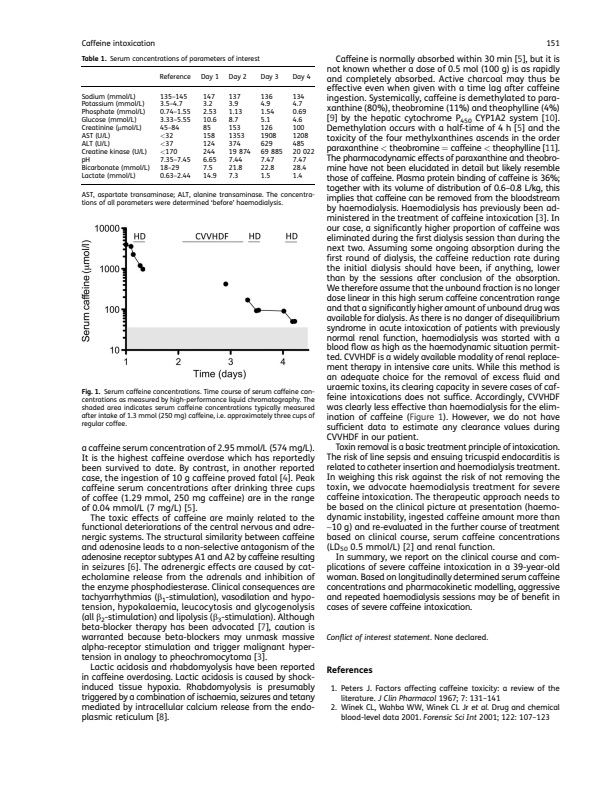 Caffeine intoxication
151
Table 1. Serum concentrations of parameters of interest
Reference Day 1 Day 2 Day 3 Day 4
Sodium (mmol/L) 135–145 147 137 136 134
Potassium (mmol/L) 3.5–4.7 3.2 3.9 4.9 4.7
Phosphate (mmol/L) 0.74–1.55 2.53 1.13 1.54 0.69
Glucose (mmol/L) 3.33–5.55 10.6 8.7 5.1 4.6
Creatinine (µmol/L) 45–84 85 153 126 100
AST (U/L) <32 158 1353 1908 1208
ALT (U/L) <37 124 374 629 485
Creatine kinase (U/L) <170 244 19 874 69 885 20 022
pH 7.35–7.45 6.65 7.44 7.47 7.47
Bicarbonate (mmol/L) 18–29 7.5 21.8 22.8 28.4
Lactate (mmol/L) 0.63–2.44 14.9 7.3 1.5 1.4
AST, aspartate transaminase; ALT, alanine transaminase. The concentra-
tions of all parameters were determined 'before' haemodialysis.
10000
1000
100
10
Serum caffeine (µmol/l)
HD CVVHDF HD HD
1 2 3 4
Time (days)
Fig. 1. Serum caffeine concentrations. Time course of serum caffeine con-
centrations as measured by high-performance liquid chromatography. The
shaded area indicates serum caffeine concentrations typically measured
after intake of 1.3 mmol (250 mg) caffeine, i.e. approximately three cups of
regular coffee.
a caffeine serum concentration of 2.95 mmol/L (574 mg/L).
It is the highest caffeine overdose which has reportedly
been survived to date. By contrast, in another reported
case, the ingestion of 10 g caffeine proved fatal [4]. Peak
caffeine serum concentrations after drinking three cups
of coffee (1.29 mmol, 250 mg caffeine) are in the range
of 0.04 mmol/L (7 mg/L) [5].
The toxic effects of caffeine are mainly related to the
functional deteriorations of the central nervous and adre-
nergic systems. The structural similarity between caffeine
and adenosine leads to a non-selective antagonism of the
adenosine receptor subtypes A1 and A2 by caffeine resulting
in seizures [6]. The adrenergic effects are caused by cat-
echolamine release from the adrenals and inhibition of
the enzyme phosphodiesterase. Clinical consequences are
tachyarrhythmias (β1-stimulation), vasodilation and hypo-
tension, hypokalaemia, leucocytosis and glycogenolysis
(all β2-stimulation) and lipolysis (β3-stimulation). Although
beta-blocker therapy has been advocated [7], caution is
warranted because beta-blockers may unmask massive
alpha-receptor stimulation and trigger malignant hyper-
tension in analogy to pheochromocytoma [3].
Lactic acidosis and rhabdomyolysis have been reported
in caffeine overdosing. Lactic acidosis is caused by shock-
induced tissue hypoxia. Rhabdomyolysis is presumably
triggered by a combination of ischaemia, seizures and tetany
mediated by intracellular calcium release from the endo-
plasmic reticulum [8].
Caffeine is normally absorbed within 30 min [5], but it is
not known whether a dose of 0.5 mol (100 g) is as rapidly
and completely absorbed. Active charcoal may thus be
effective even when given with a time lag after caffeine
ingestion. Systemically, caffeine is demethylated to para-
xanthine (80%), theobromine (11%) and theophylline (4%)
[9] by the hepatic cytochrome P450 CYP1A2 system [10].
Demethylation occurs with a half-time of 4 h [5] and the
toxicity of the four methylxanthines ascends in the order
paraxanthine < theobromine = caffeine < theophylline [11].
The pharmacodynamic effects of paraxanthine and theobro-
mine have not been elucidated in detail but likely resemble
those of caffeine. Plasma protein binding of caffeine is 36%;
together with its volume of distribution of 0.6–0.8 L/kg, this
implies that caffeine can be removed from the bloodstream
by haemodialysis. Haemodialysis has previously been ad-
ministered in the treatment of caffeine intoxication [3]. In
our case, a significantly higher proportion of caffeine was
eliminated during the first dialysis session than during the
next two. Assuming some ongoing absorption during the
first round of dialysis, the caffeine reduction rate during
the initial dialysis should have been, if anything, lower
than by the sessions after conclusion of the absorption.
We therefore assume that the unbound fraction is no longer
dose linear in this high serum caffeine concentration range
and that a significantly higher amount of unbound drug was
available for dialysis. As there is no danger of disequilibrium
syndrome in acute intoxication of patients with previously
normal renal function, haemodialysis was started with a
blood flow as high as the haemodynamic situation permit-
ted. CVVHDF is a widely available modality of renal replace-
ment therapy in intensive care units. While this method is
an adequate choice for the removal of excess fluid and
uraemic toxins, its clearing capacity in severe cases of caf-
feine intoxications does not suffice. Accordingly, CVVHDF
was clearly less effective than haemodialysis for the elim-
ination of caffeine (Figure 1). However, we do not have
sufficient data to estimate any clearance values during
CVVHDF in our patient.
Toxin removal is a basic treatment principle of intoxication.
The risk of line sepsis and ensuing tricuspid endocarditis is
related to catheter insertion and haemodialysis treatment.
In weighing this risk against the risk of not removing the
toxin, we advocate haemodialysis treatment for severe
caffeine intoxication. The therapeutic approach needs to
be based on the clinical picture at presentation (haemo-
dynamic instability, ingested caffeine amount more than
~10 g) and re-evaluated in the further course of treatment
based on clinical course, serum caffeine concentrations
(LD50 0.5 mmol/L) [2] and renal function.
In summary, we report on the clinical course and com-
plications of severe caffeine intoxication in a 39-year-old
woman. Based on longitudinally determined serum caffeine
concentrations and pharmacokinetic modelling, aggressive
and repeated haemodialysis sessions may be of benefit in
cases of severe caffeine intoxication.
Conflict of interest statement. None declared.
References
1. Peters J. Factors affecting caffeine toxicity: a review of the
literature. J Clin Pharmacol 1967; 7: 131–141
2. Winek CL, Wahba WW, Winek CL Jr et al. Drug and chemical
blood-level data 2001. Forensic Sci Int 2001; 122: 107–123